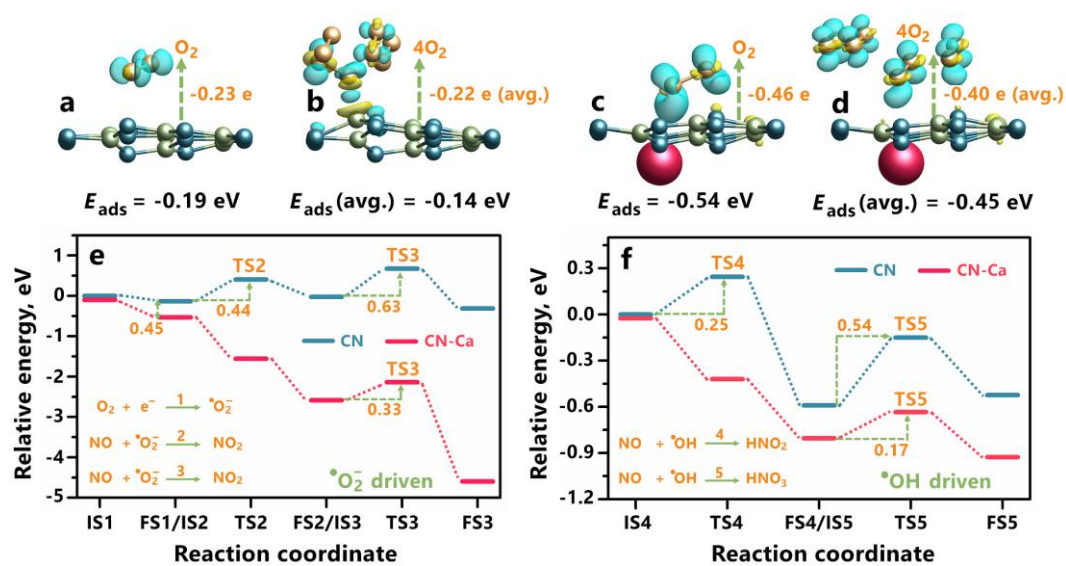 a
O₂
-0.23 e
E_ads = -0.19 eV
b
4O₂
-0.22 e (avg.)
E_ads (avg.) = -0.14 eV
c
O₂
-0.46 e
E_ads = -0.54 eV
d
4O₂
-0.40 e (avg.)
E_ads (avg.) = -0.45 eV
e
Relative energy, eV
1
0
-1
-2
-3
-4
-5
TS2
TS3
0.45
0.44
0.63
CN
CN-Ca
TS3
0.33
O₂ + e⁻ 1 •O₂⁻
NO + •O₂⁻ 2 NO₂
NO + •O₂⁻ 3 NO₂
•O₂⁻ driven
IS1 FS1/IS2 TS2 FS2/IS3 TS3 FS3
Reaction coordinate
f
Relative energy, eV
0.3
0.0
-0.3
-0.6
-0.9
-1.2
TS4
CN
CN-Ca
0.25
0.54
TS5
TS5
0.17
NO + •OH 4 HNO₂
NO + •OH 5 HNO₃
•OH driven
IS4 TS4 FS4/IS5 TS5 FS5
Reaction coordinate